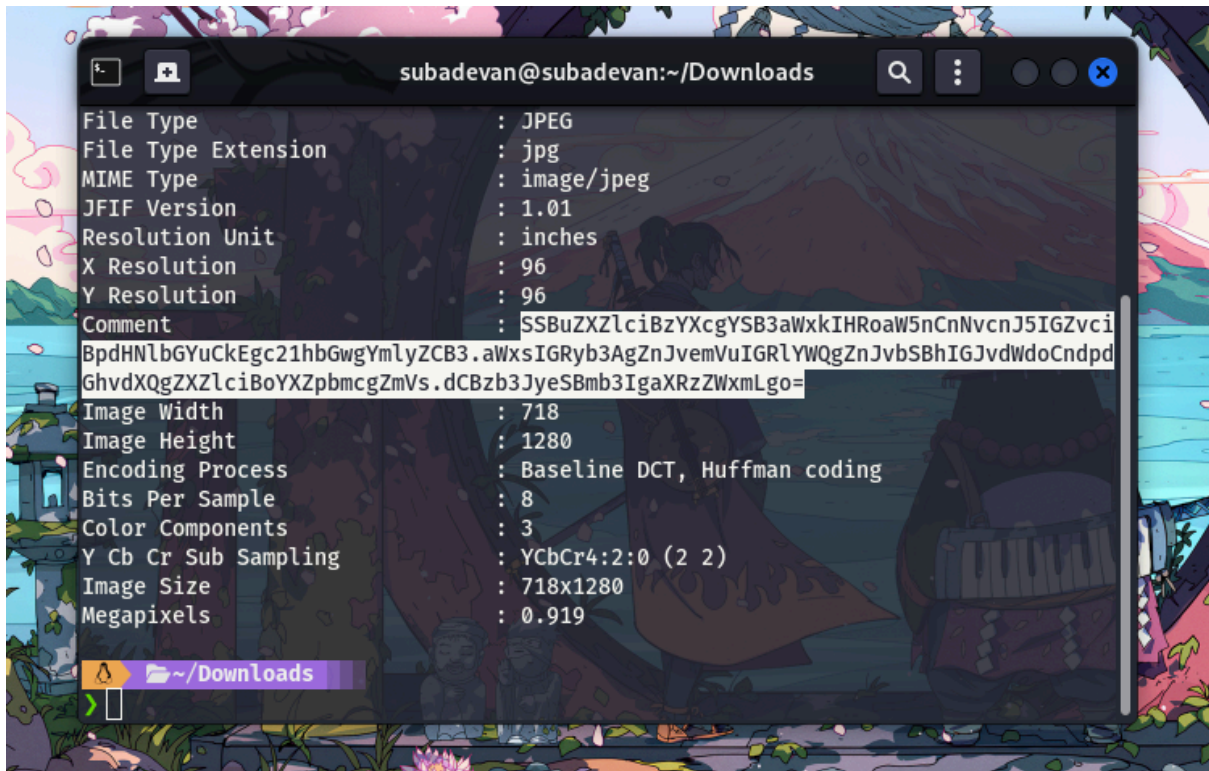 subadevan@subadevan:~/Downloads
File Type : JPEG
File Type Extension : jpg
MIME Type : image/jpeg
JFIF Version : 1.01
Resolution Unit : inches
X Resolution : 96
Y Resolution : 96
Comment : SSBuZXZlciBzYXcgYSB3aWxkIHRoaW5nCnNvcnJ5IGZvci
BpdHNlbGYuCkEgc21hbGwgYmlyZCB3.aWxsIGRyb3AgZnJvemVuIGRlYWQgZnJvbSBhIGJvdWdoCndpd
GhvdXQgZXZlciBoYXZpbmcgZmVs.dCBzb3JyeSBmb3IgaXRzZWxmLgo=
Image Width : 718
Image Height : 1280
Encoding Process : Baseline DCT, Huffman coding
Bits Per Sample : 8
Color Components : 3
Y Cb Cr Sub Sampling : YCbCr4:2:0 (2 2)
Image Size : 718x1280
Megapixels : 0.919
~/Downloads
❯